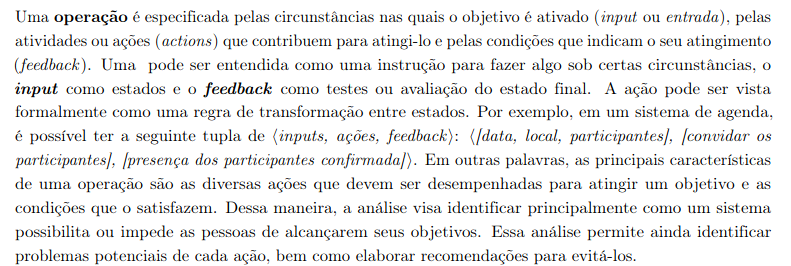 Uma operação é especificada pelas circunstâncias nas quais o objetivo é ativado (input ou entrada), pelas
atividades ou ações (actions) que contribuem para atingi-lo e pelas condições que indicam o seu atingimento
(feedback). Uma pode ser entendida como uma instrução para fazer algo sob certas circunstâncias, o
input como estados e o feedback como testes ou avaliação do estado final. A ação pode ser vista
formalmente como uma regra de transformação entre estados. Por exemplo, em um sistema de agenda,
é possível ter a seguinte tupla de ⟨inputs, ações, feedback⟩: ⟨[data, local, participantes], [convidar os
participantes], [presença dos participantes confirmada]⟩. Em outras palavras, as principais características
de uma operação são as diversas ações que devem ser desempenhadas para atingir um objetivo e as
condições que o satisfazem. Dessa maneira, a análise visa identificar principalmente como um sistema
possibilita ou impede as pessoas de alcançarem seus objetivos. Essa análise permite ainda identificar
problemas potenciais de cada ação, bem como elaborar recomendações para evitá-los.